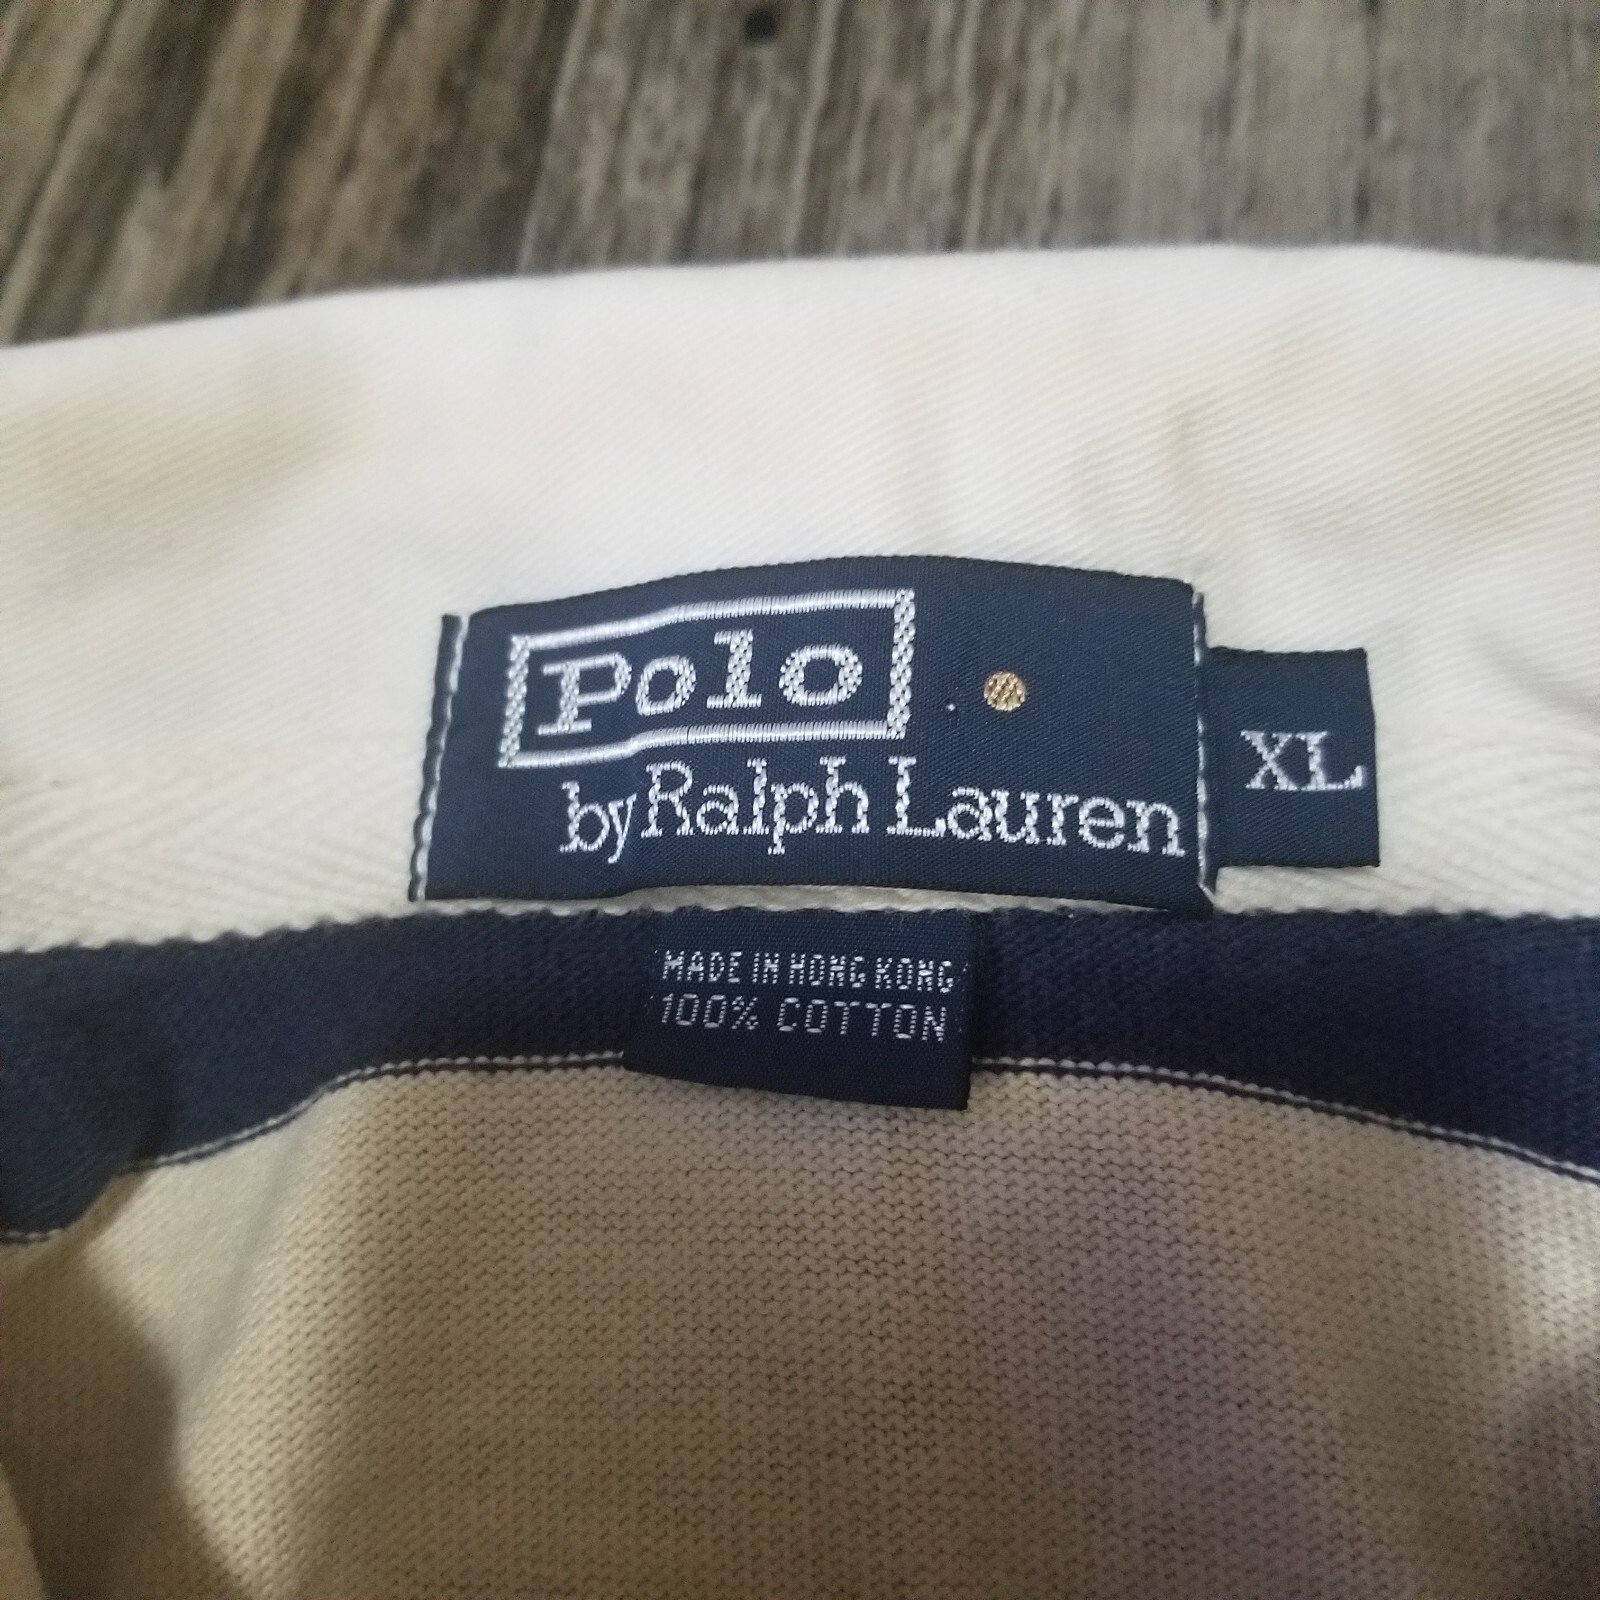 Polo
by Ralph Lauren
XL
MADE IN HONG KONG
100% COTTON